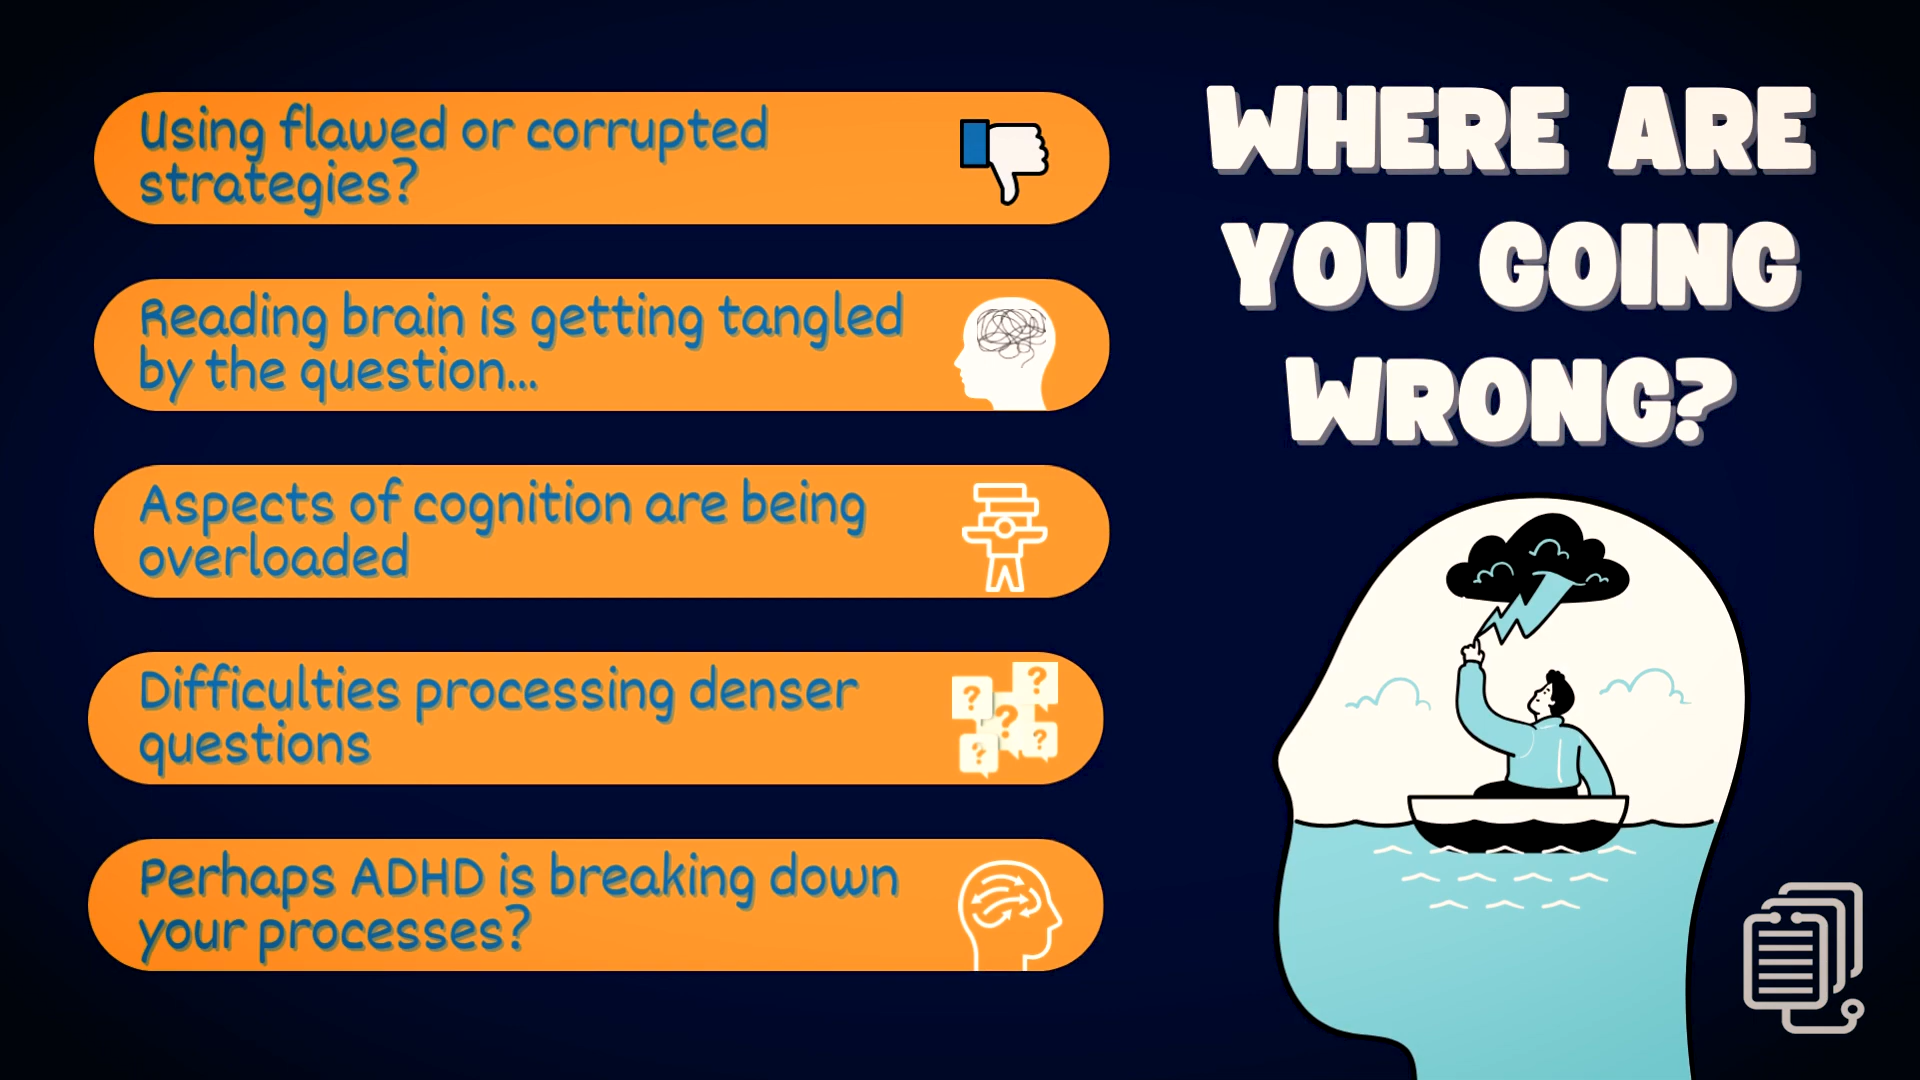 Using flawed or corrupted
strategies?
Reading brain is getting tangled
by the question...
Aspects of cognition are being
overloaded
Difficulties processing denser
questions
? ? ? ? ?
Perhaps ADHD is breaking down
your processes?
WHERE ARE
YOU GOING
WRONG?